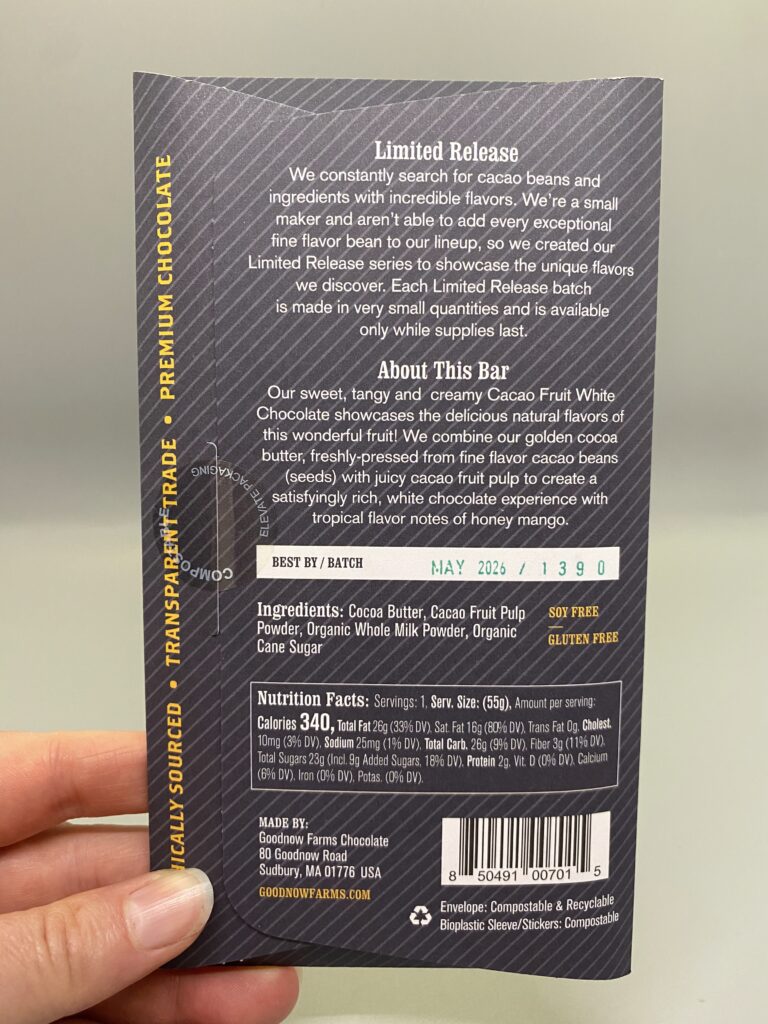 Limited Release
We constantly search for cacao beans and
ingredients with incredible flavors. We're a small
maker and aren't able to add every exceptional
fine flavor bean to our lineup, so we created our
Limited Release series to showcase the unique flavors
we discover. Each Limited Release batch
is made in very small quantities and is available
only while supplies last.
About This Bar
Our sweet, tangy and creamy Cacao Fruit White
Chocolate showcases the delicious natural flavors of
this wonderful fruit! We combine our golden cocoa
butter, freshly-pressed from fine flavor cacao beans
(seeds) with juicy cacao fruit pulp to create a
satisfyingly rich, white chocolate experience with
tropical flavor notes of honey mango.
BEST BY / BATCH MAY 2026 / 1390
Ingredients: Cocoa Butter, Cacao Fruit Pulp
Powder, Organic Whole Milk Powder, Organic
Cane Sugar
SOY FREE
GLUTEN FREE
Nutrition Facts: Servings: 1, Serv. Size: (55g), Amount per serving:
Calories 340, Total Fat 26g (33% DV), Sat. Fat 16g (80% DV), Trans Fat 0g, Cholest.
10mg (3% DV), Sodium 25mg (1% DV), Total Carb. 26g (9% DV), Fiber 3g (11% DV),
Total Sugars 23g (Incl. 9g Added Sugars, 18% DV), Protein 2g, Vit. D (0% DV), Calcium
(6% DV), Iron (0% DV), Potas. (0% DV).
MADE BY:
Goodnow Farms Chocolate
80 Goodnow Road
Sudbury, MA 01776 USA
GOODNOWFARMS.COM
8 50491 00701 5
Envelope: Compostable & Recyclable
Bioplastic Sleeve/Stickers: Compostable
HICALLY SOURCED • TRANSPARENT TRADE • PREMIUM CHOCOLATE
ELEVATE PACKAGING